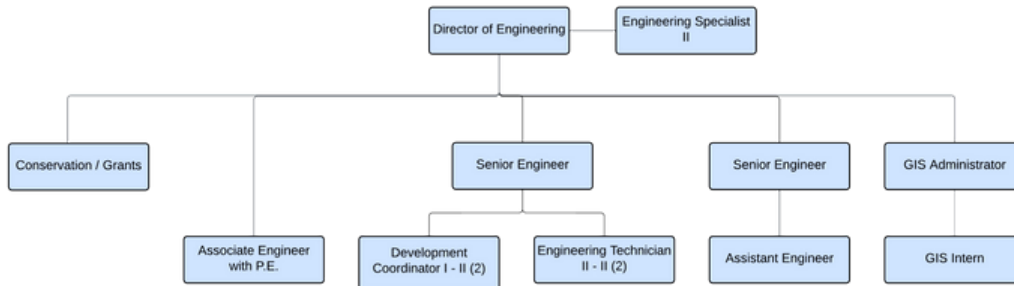 Director of Engineering
Engineering Specialist
II
Conservation / Grants
Senior Engineer
Senior Engineer
GIS Administrator
Associate Engineer
with P.E.
Development
Coordinator I - II (2)
Engineering Technician
II - II (2)
Assistant Engineer
GIS Intern